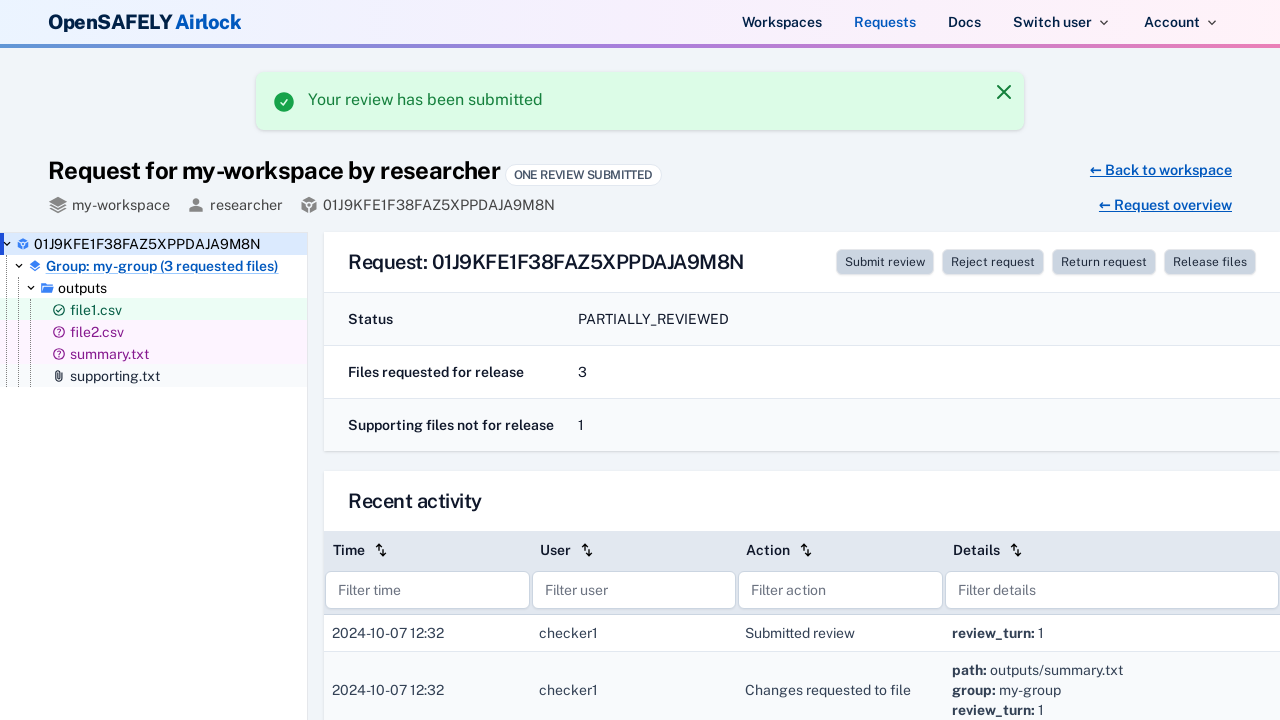 OpenSAFELY Airlock
Workspaces Requests Docs Switch user Account
Your review has been submitted
Request for my-workspace by researcher ONE REVIEW SUBMITTED
← Back to workspace
my-workspace researcher 01J9KFE1F38FAZ5XPPDAJA9M8N
← Request overview
01J9KFE1F38FAZ5XPPDAJA9M8N
Group: my-group (3 requested files)
outputs
file1.csv
file2.csv
summary.txt
supporting.txt
Request: 01J9KFE1F38FAZ5XPPDAJA9M8N
Submit review Reject request Return request Release files
Status PARTIALLY_REVIEWED
Files requested for release 3
Supporting files not for release 1
Recent activity
Time User Action Details
Filter time Filter user Filter action Filter details
2024-10-07 12:32 checker1 Submitted review review_turn: 1
path: outputs/summary.txt
2024-10-07 12:32 checker1 Changes requested to file group: my-group
review_turn: 1